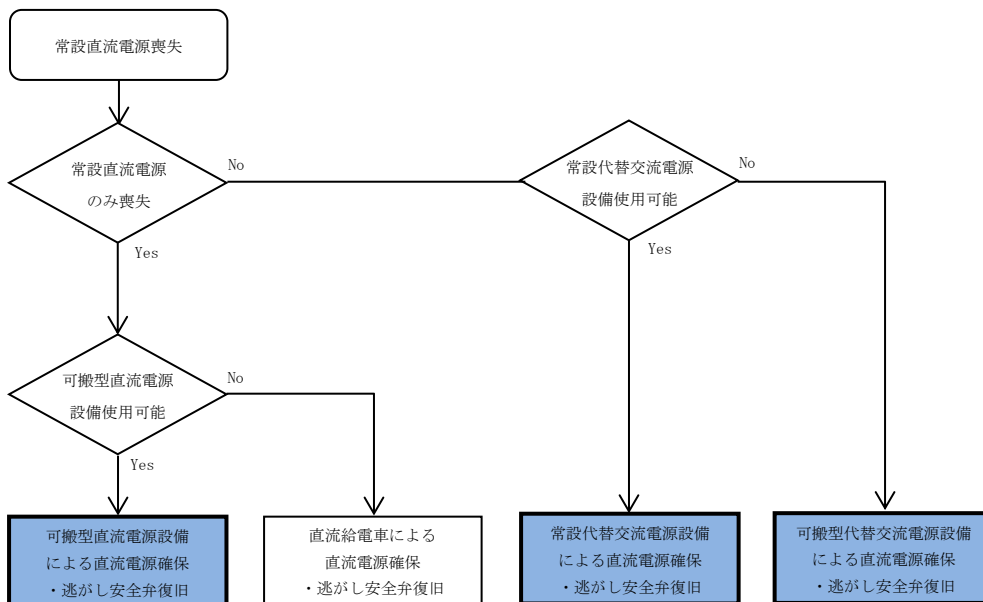 常設直流電源喪失
常設直流電源
のみ喪失
No
Yes
常設代替交流電源
設備使用可能
No
Yes
可搬型直流電源
設備使用可能
No
Yes
可搬型直流電源設備
による直流電源確保
・逃がし安全弁復旧
直流給電車による
直流電源確保
・逃がし安全弁復旧
常設代替交流電源設備
による直流電源確保
・逃がし安全弁復旧
可搬型代替交流電源設備
による直流電源確保
・逃がし安全弁復旧